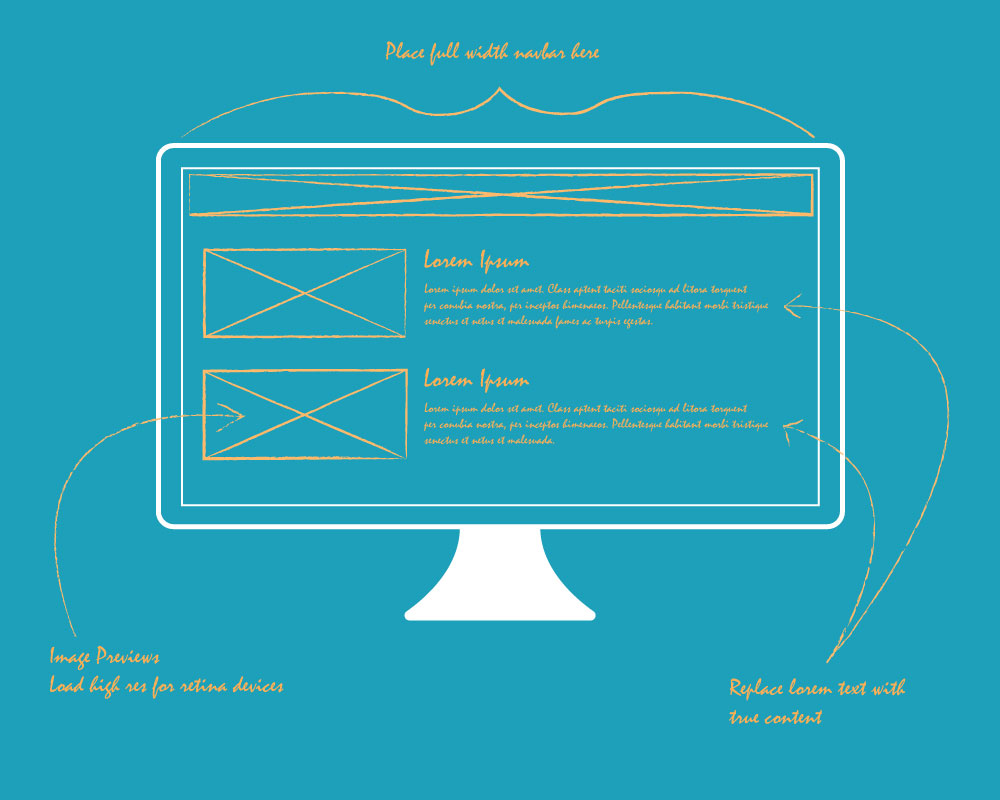 Place full width navbar here
Lorem Ipsum
Lorem ipsum dolor set amet. Class aptent taciti sociosqu ad litora torquent
per conubia nostra, per inceptos himenaeos. Pellentesque habitant morbi tristique
senectus et netus et malesuada fames ac turpis egestas.
Lorem Ipsum
Lorem ipsum dolor set amet. Class aptent taciti sociosqu ad litora torquent
per conubia nostra, per inceptos himenaeos. Pellentesque habitant morbi tristique
senectus et netus et malesuada.
Image Previews
Load high res for retina devices
Replace lorem text with
true content